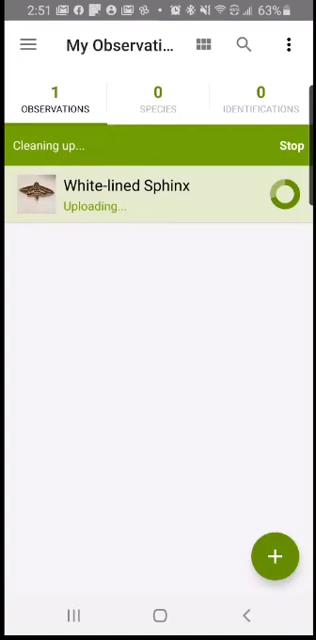 2:51
63%
My Observati...
1 0 0
OBSERVATIONS SPECIES IDENTIFICATIONS
Cleaning up... Stop
White-lined Sphinx
Uploading...